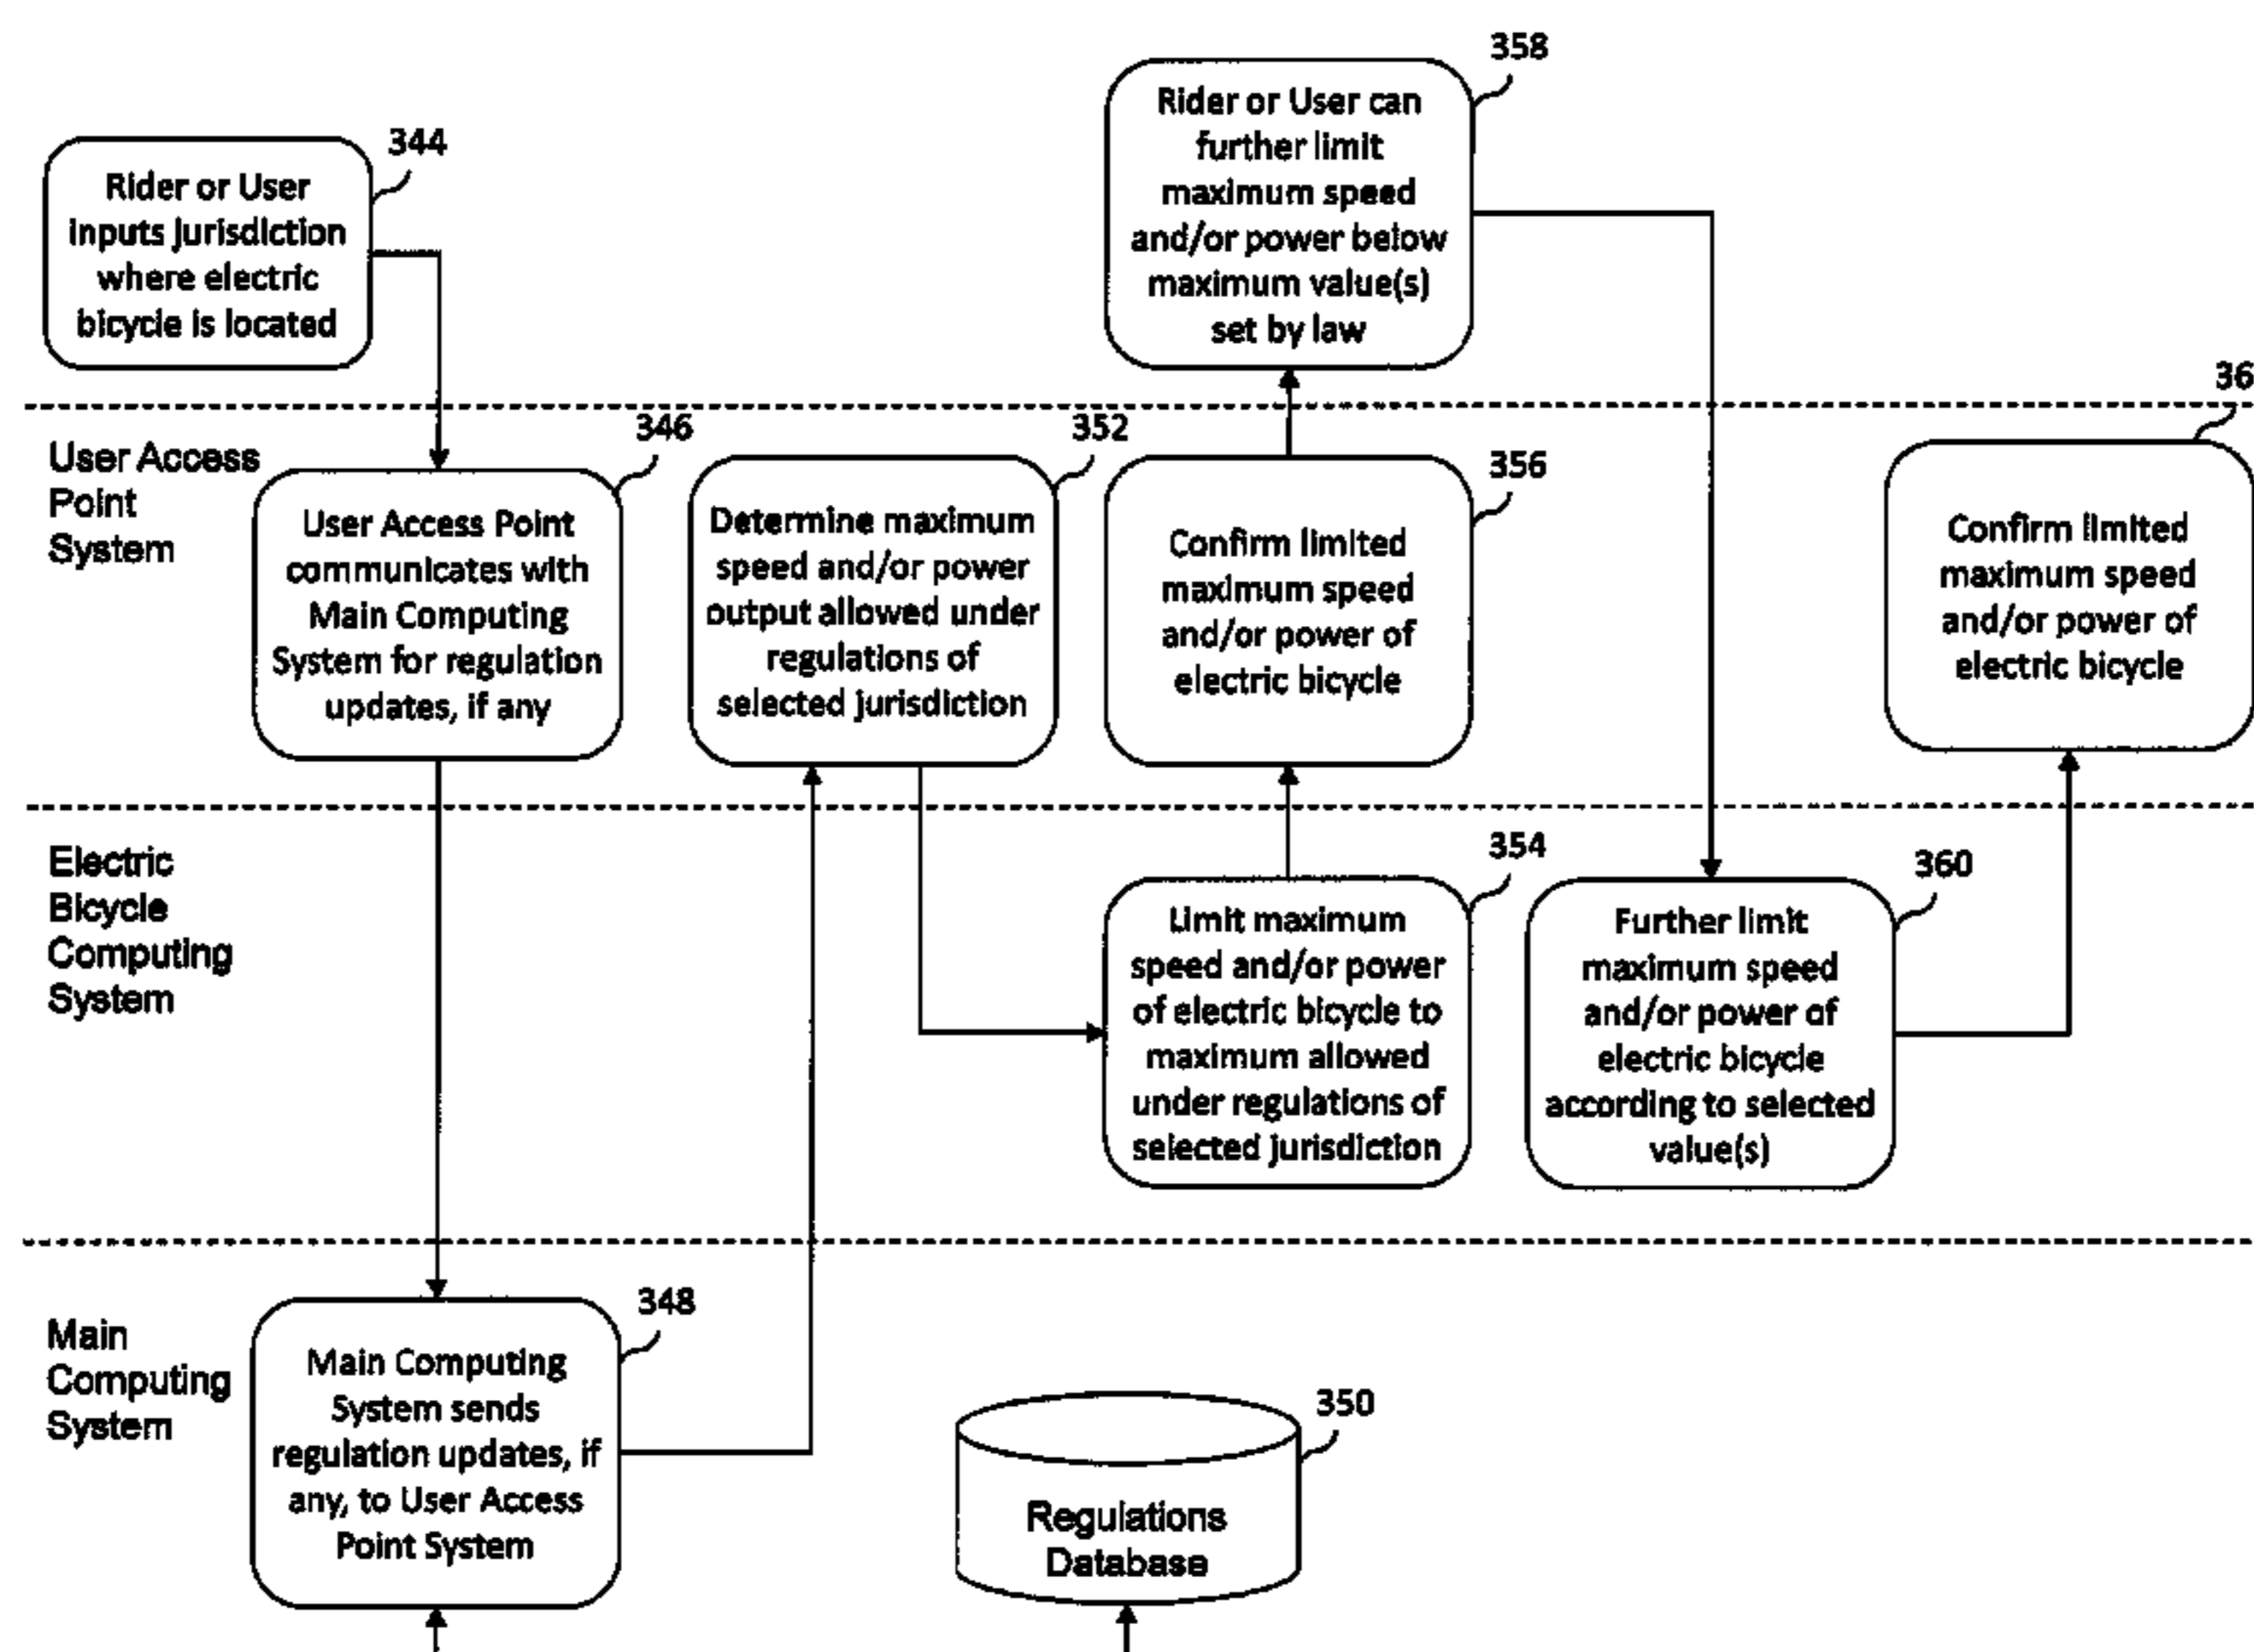 358
Rider or User can
further limit
maximum speed
and/or power below
maximum value(s)
set by law
344
Rider or User
inputs jurisdiction
where electric
bicycle is located
User Access
Point
System
346
User Access Point
communicates with
Main Computing
System for regulation
updates, if any
352
Determine maximum
speed and/or power
output allowed under
regulations of
selected jurisdiction
356
Confirm limited
maximum speed
and/or power of
electric bicycle
36
Confirm limited
maximum speed
and/or power of
electric bicycle
Electric
Bicycle
Computing
System
354
Limit maximum
speed and/or power
of electric bicycle to
maximum allowed
under regulations of
selected jurisdiction
360
Further limit
maximum speed
and/or power of
electric bicycle
according to selected
value(s)
Main
Computing
System
348
Main Computing
System sends
regulation updates, if
any, to User Access
Point System
350
Regulations
Database